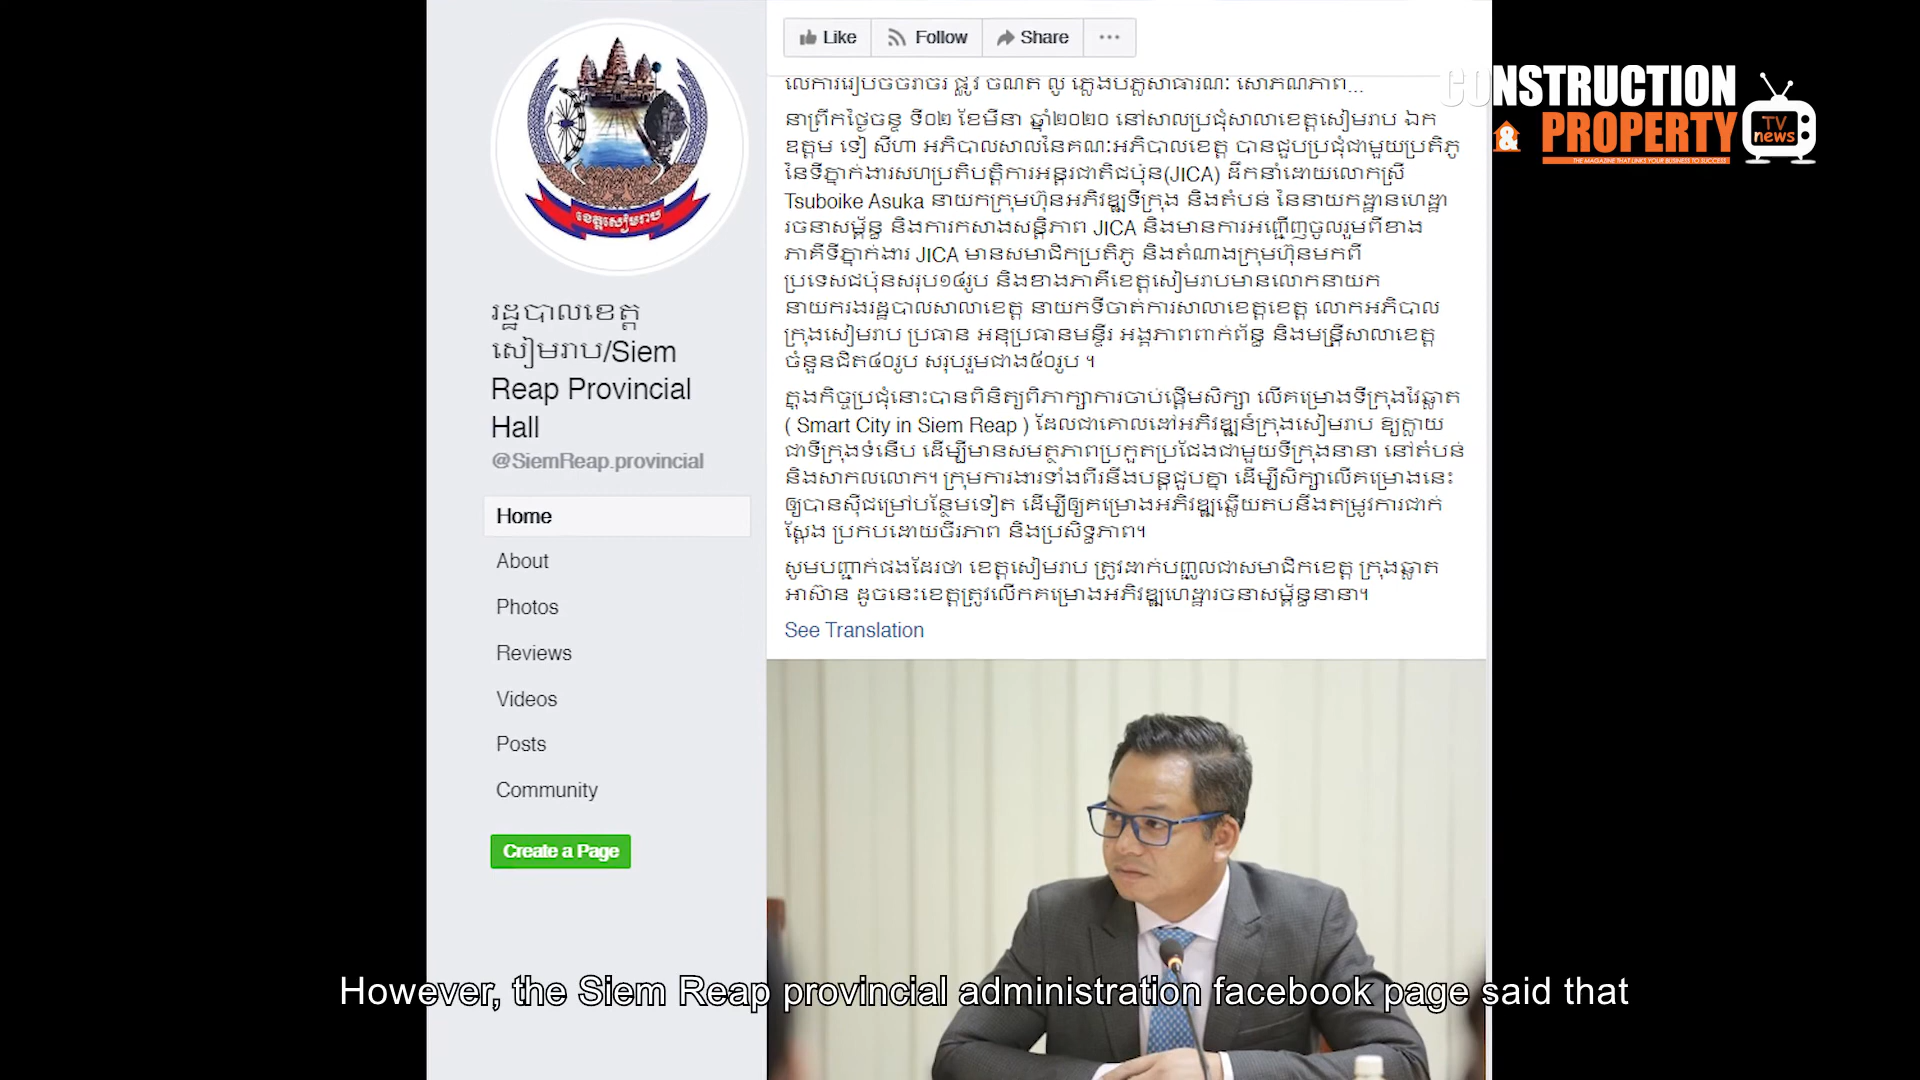 ខេត្តសៀមរាប
រដ្ឋបាលខេត្ត
សៀមរាប/Siem
Reap Provincial
Hall
@SiemReap.provincial
Home
About
Photos
Reviews
Videos
Posts
Community
Create a Page
Like Follow Share
នាព្រឹកថ្ងៃចន្ទ ទី០២ ខែមីនា ឆ្នាំ២០២០ នៅសាលប្រជុំសាលាខេត្តសៀមរាប ឯក
ឧត្តម ទៀ សីហា អភិបាលសាលនៃគណៈអភិបាលខេត្ត បានជួបប្រជុំជាមួយប្រតិភូ
នៃទីភ្នាក់ងារសហប្រតិបត្តិការអន្តរជាតិជប៉ុន(JICA) ដឹកនាំដោយលោកស្រី
Tsuboike Asuka នាយកក្រុមហ៊ុនអភិវឌ្ឍទីក្រុង និងតំបន់ នៃនាយកដ្ឋានហេដ្ឋា
រចនាសម្ព័ន្ធ និងការកសាងសន្តិភាព JICA និងមានការអញ្ជើញចូលរួមពីខាង
ភាគីទីភ្នាក់ងារ JICA មានសមាជិកប្រតិភូ និងតំណាងក្រុមហ៊ុនមកពី
ប្រទេសជប៉ុនសរុប១៤រូប និងខាងភាគីខេត្តសៀមរាបមានលោកនាយក
នាយករងរដ្ឋបាលសាលាខេត្ត នាយកទីចាត់ការសាលាខេត្តខេត្ត លោកអភិបាល
ក្រុងសៀមរាប ប្រធាន អនុប្រធានមន្ទីរ អង្គភាពពាក់ព័ន្ធ និងមន្ត្រីសាលាខេត្ត
ចំនួនជិត៤០រូប សរុបរួមជាង៥០រូប ។
ក្នុងកិច្ចប្រជុំនោះបានពិនិត្យពិភាក្សាការចាប់ផ្តើមសិក្សា លើគម្រោងទីក្រុងវៃឆ្លាត
( Smart City in Siem Reap ) ដែលជាគោលដៅអភិវឌ្ឍន៍ក្រុងសៀមរាប ឱ្យក្លាយ
ជាទីក្រុងទំនើប ដើម្បីមានសមត្ថភាពប្រកួតប្រជែងជាមួយទីក្រុងនានា នៅតំបន់
និងសាកលលោក។ ក្រុមការងារទាំងពីរនឹងបន្តជួបគ្នា ដើម្បីសិក្សាលើគម្រោងនេះ
ឲ្យបានស៊ីជម្រៅបន្ថែមទៀត ដើម្បីឲ្យគម្រោងអភិវឌ្ឍឆ្លើយតបនឹងតម្រូវការជាក់
ស្តែង ប្រកបដោយចីរភាព និងប្រសិទ្ធភាព។
សូមបញ្ជាក់ផងដែរថា ខេត្តសៀមរាប ត្រូវដាក់បញ្ចូលជាសមាជិកខេត្ត ក្រុងឆ្លាត
អាស៊ាន ដូចនេះខេត្តត្រូវលើកគម្រោងអភិវឌ្ឍហេដ្ឋារចនាសម្ព័ន្ធនានា។
See Translation
CONSTRUCTION
& PROPERTY
THE MAGAZINE THAT LINKS YOUR BUSINESS TO SUCCESS
TV
news
However, the Siem Reap provincial administration facebook page said that